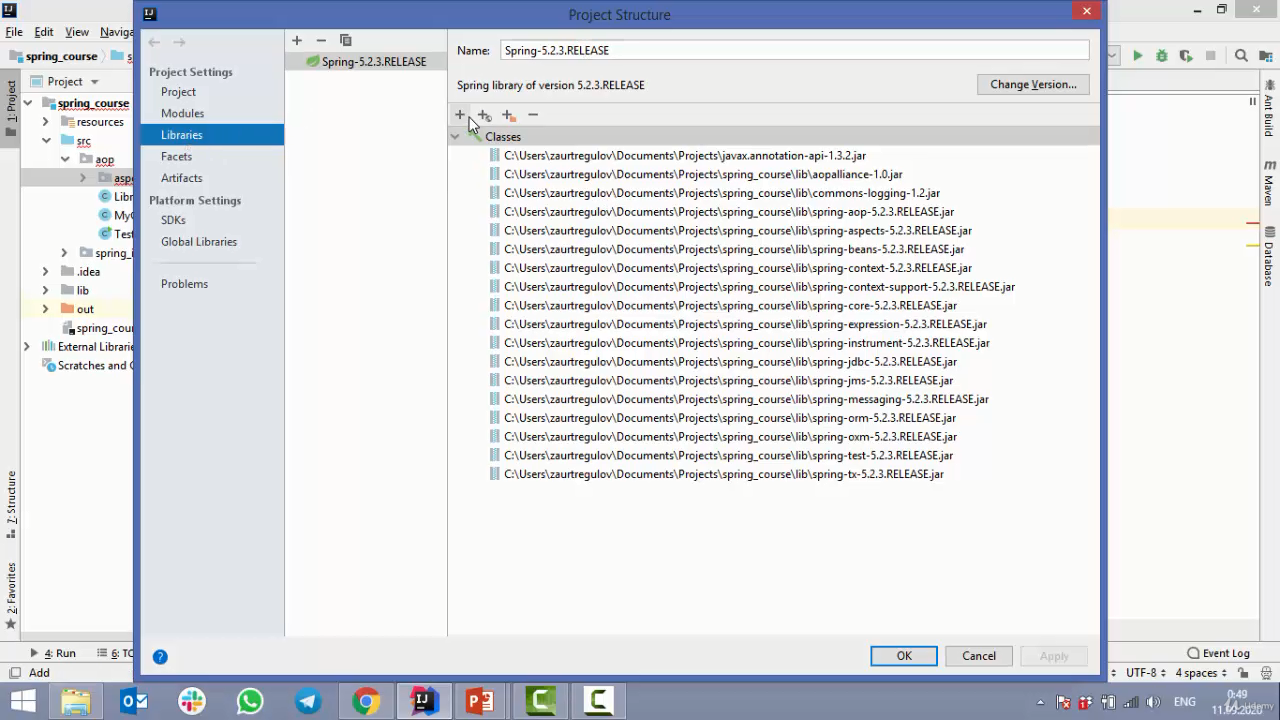 Project Structure
File Edit View Naviga
spring_course
Project
spring_course
resources
src
aop
aspe
Libr
MyC
Test
spring_i
.idea
lib
out
spring_cou
External Librarie
Scratches and C
1: Project
7: Structure
2: Favorites
Project Settings
Project
Modules
Libraries
Facets
Artifacts
Platform Settings
SDKs
Global Libraries
Problems
Spring-5.2.3.RELEASE
Name: Spring-5.2.3.RELEASE
Spring library of version 5.2.3.RELEASE
Change Version...
Classes
C:\Users\zaurtregulov\Documents\Projects\javax.annotation-api-1.3.2.jar
C:\Users\zaurtregulov\Documents\Projects\spring_course\lib\aopalliance-1.0.jar
C:\Users\zaurtregulov\Documents\Projects\spring_course\lib\commons-logging-1.2.jar
C:\Users\zaurtregulov\Documents\Projects\spring_course\lib\spring-aop-5.2.3.RELEASE.jar
C:\Users\zaurtregulov\Documents\Projects\spring_course\lib\spring-aspects-5.2.3.RELEASE.jar
C:\Users\zaurtregulov\Documents\Projects\spring_course\lib\spring-beans-5.2.3.RELEASE.jar
C:\Users\zaurtregulov\Documents\Projects\spring_course\lib\spring-context-5.2.3.RELEASE.jar
C:\Users\zaurtregulov\Documents\Projects\spring_course\lib\spring-context-support-5.2.3.RELEASE.jar
C:\Users\zaurtregulov\Documents\Projects\spring_course\lib\spring-core-5.2.3.RELEASE.jar
C:\Users\zaurtregulov\Documents\Projects\spring_course\lib\spring-expression-5.2.3.RELEASE.jar
C:\Users\zaurtregulov\Documents\Projects\spring_course\lib\spring-instrument-5.2.3.RELEASE.jar
C:\Users\zaurtregulov\Documents\Projects\spring_course\lib\spring-jdbc-5.2.3.RELEASE.jar
C:\Users\zaurtregulov\Documents\Projects\spring_course\lib\spring-jms-5.2.3.RELEASE.jar
C:\Users\zaurtregulov\Documents\Projects\spring_course\lib\spring-messaging-5.2.3.RELEASE.jar
C:\Users\zaurtregulov\Documents\Projects\spring_course\lib\spring-orm-5.2.3.RELEASE.jar
C:\Users\zaurtregulov\Documents\Projects\spring_course\lib\spring-oxm-5.2.3.RELEASE.jar
C:\Users\zaurtregulov\Documents\Projects\spring_course\lib\spring-test-5.2.3.RELEASE.jar
C:\Users\zaurtregulov\Documents\Projects\spring_course\lib\spring-tx-5.2.3.RELEASE.jar
OK Cancel Apply
Ant Build
Maven
Database
4: Run 6: TO
Event Log
Add
UTF-8 4 spaces
ENG
0:49
11.09.2020
Udemy